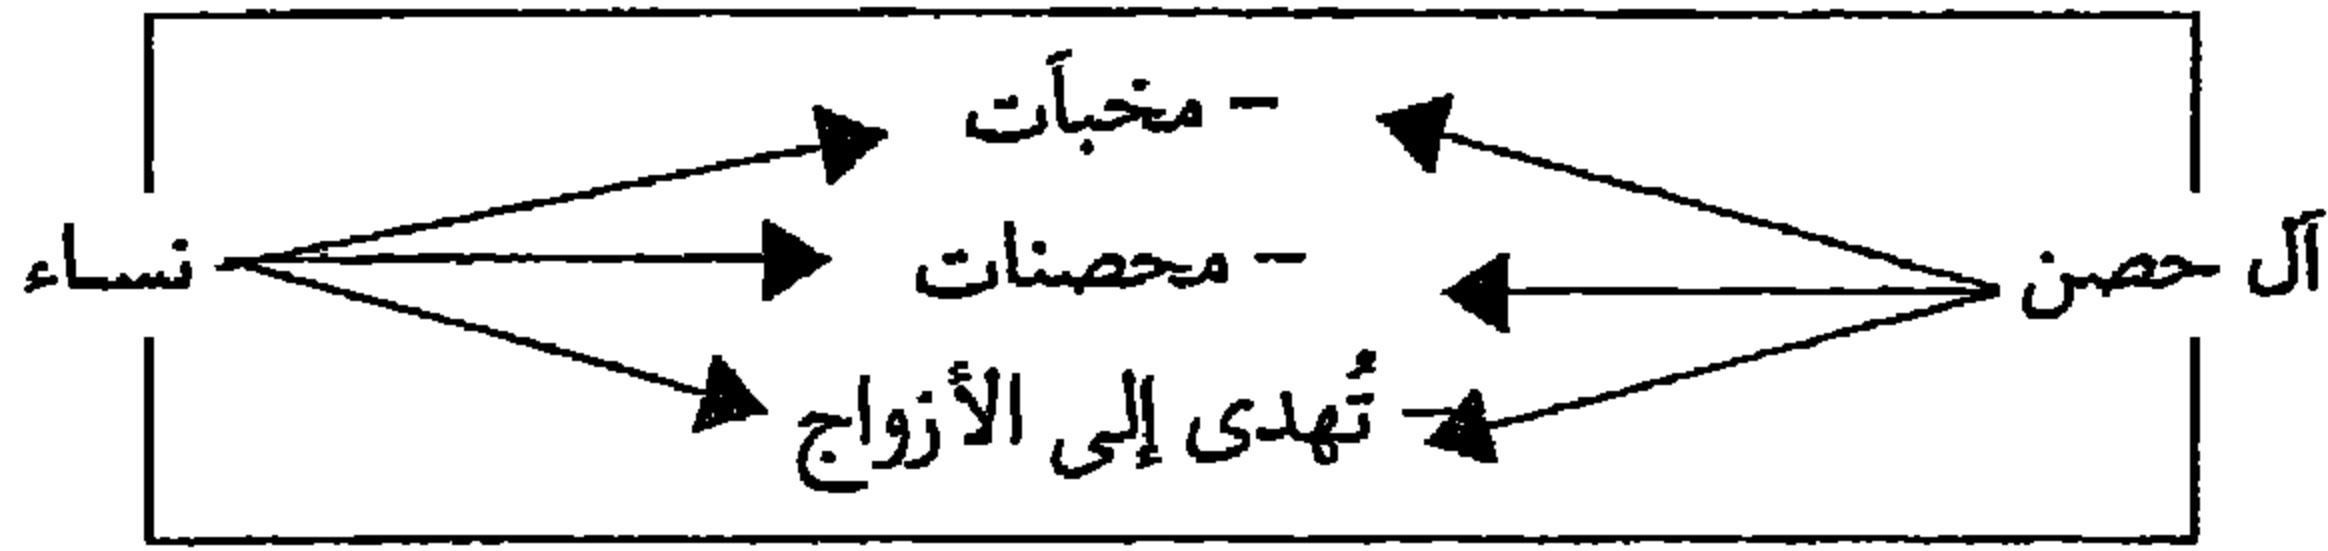 - مخبآت
آل حصن
- محصنات
نساء
- تُهدى إلى الأزواج